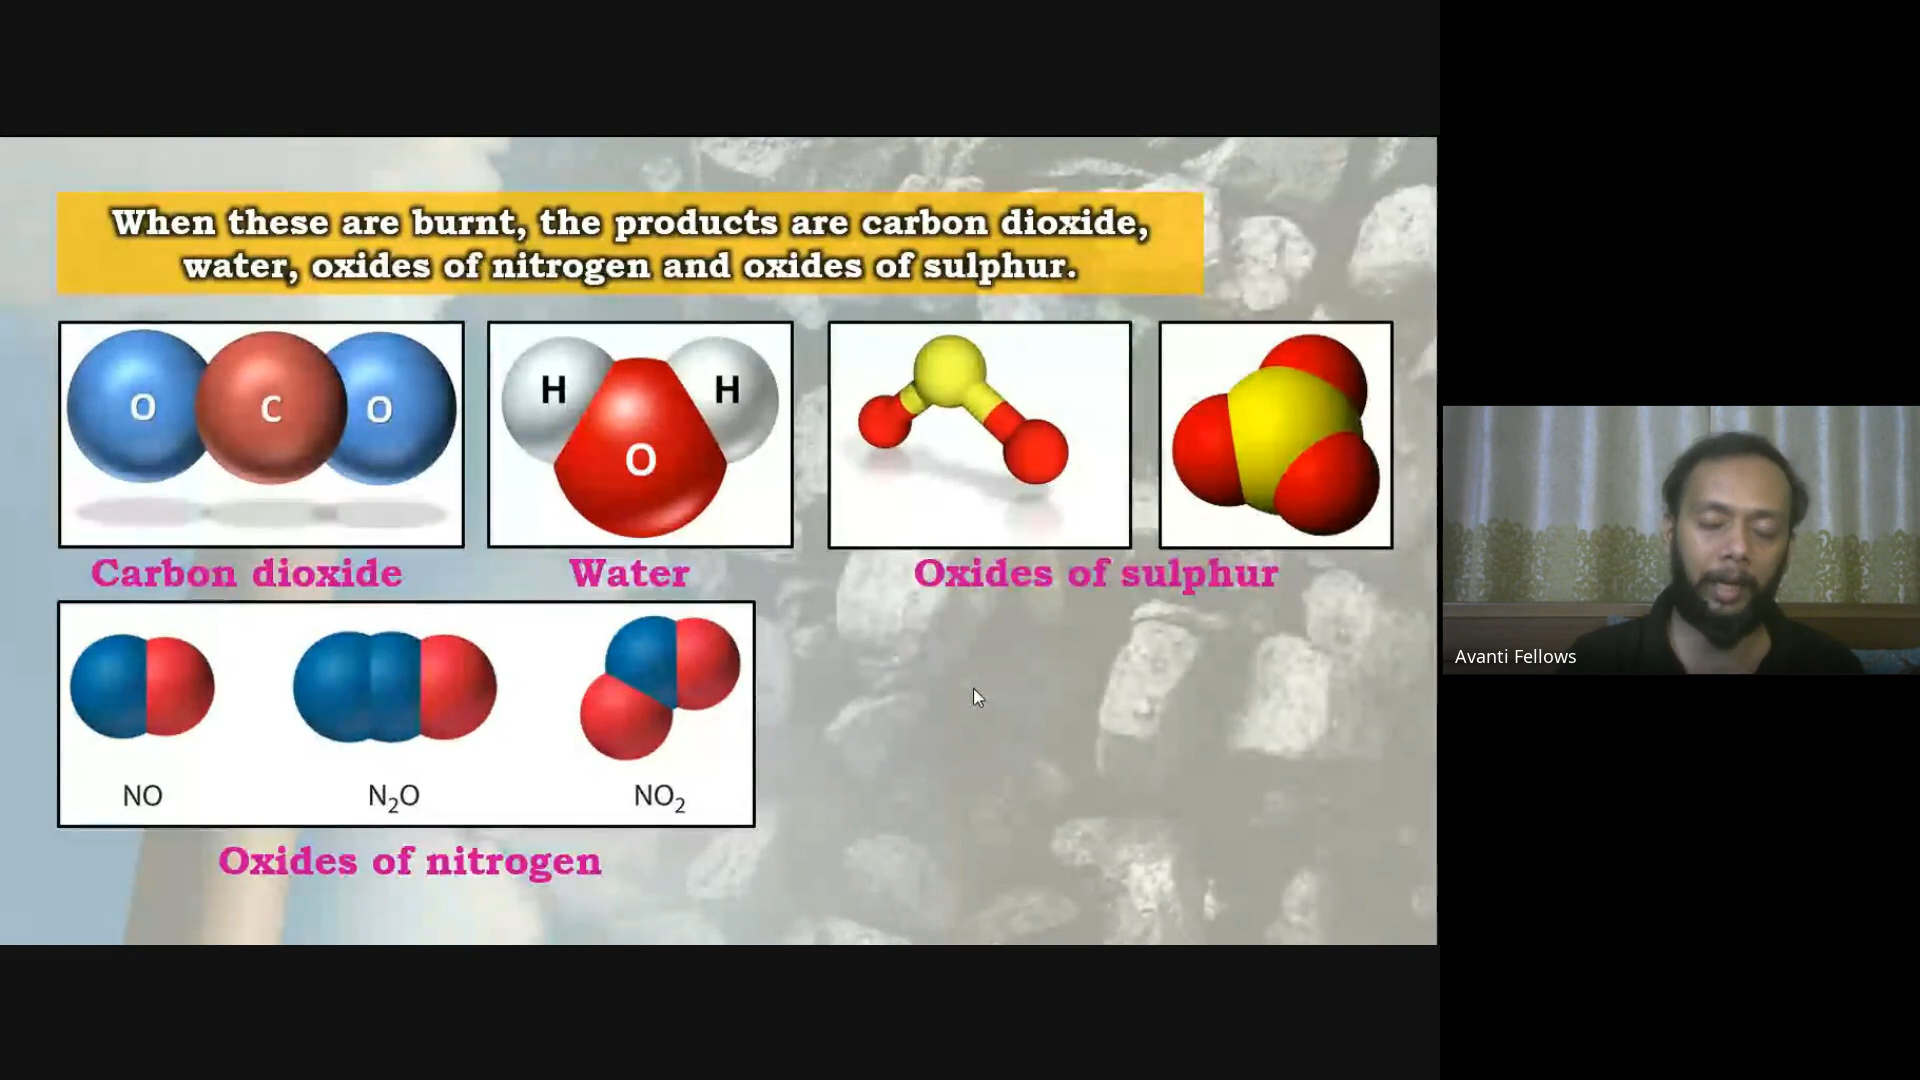 When these are burnt, the products are carbon dioxide,
water, oxides of nitrogen and oxides of sulphur.
O C O
H H
O
Carbon dioxide
Water
Oxides of sulphur
NO
N₂O
NO₂
Oxides of nitrogen
Avanti Fellows